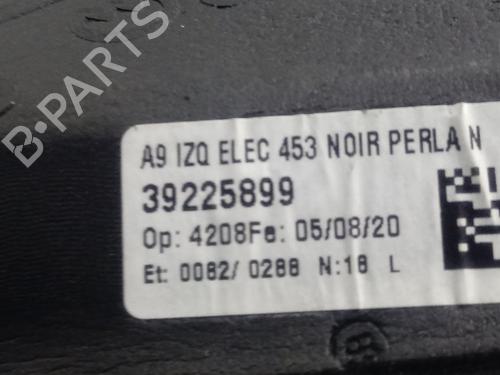 B-PARTS
A9 IZQ ELEC 453 NOIR PERLA N
39225899
Op: 4208Fe: 05/08/20
Et: 0082/ 0288 N:18 L